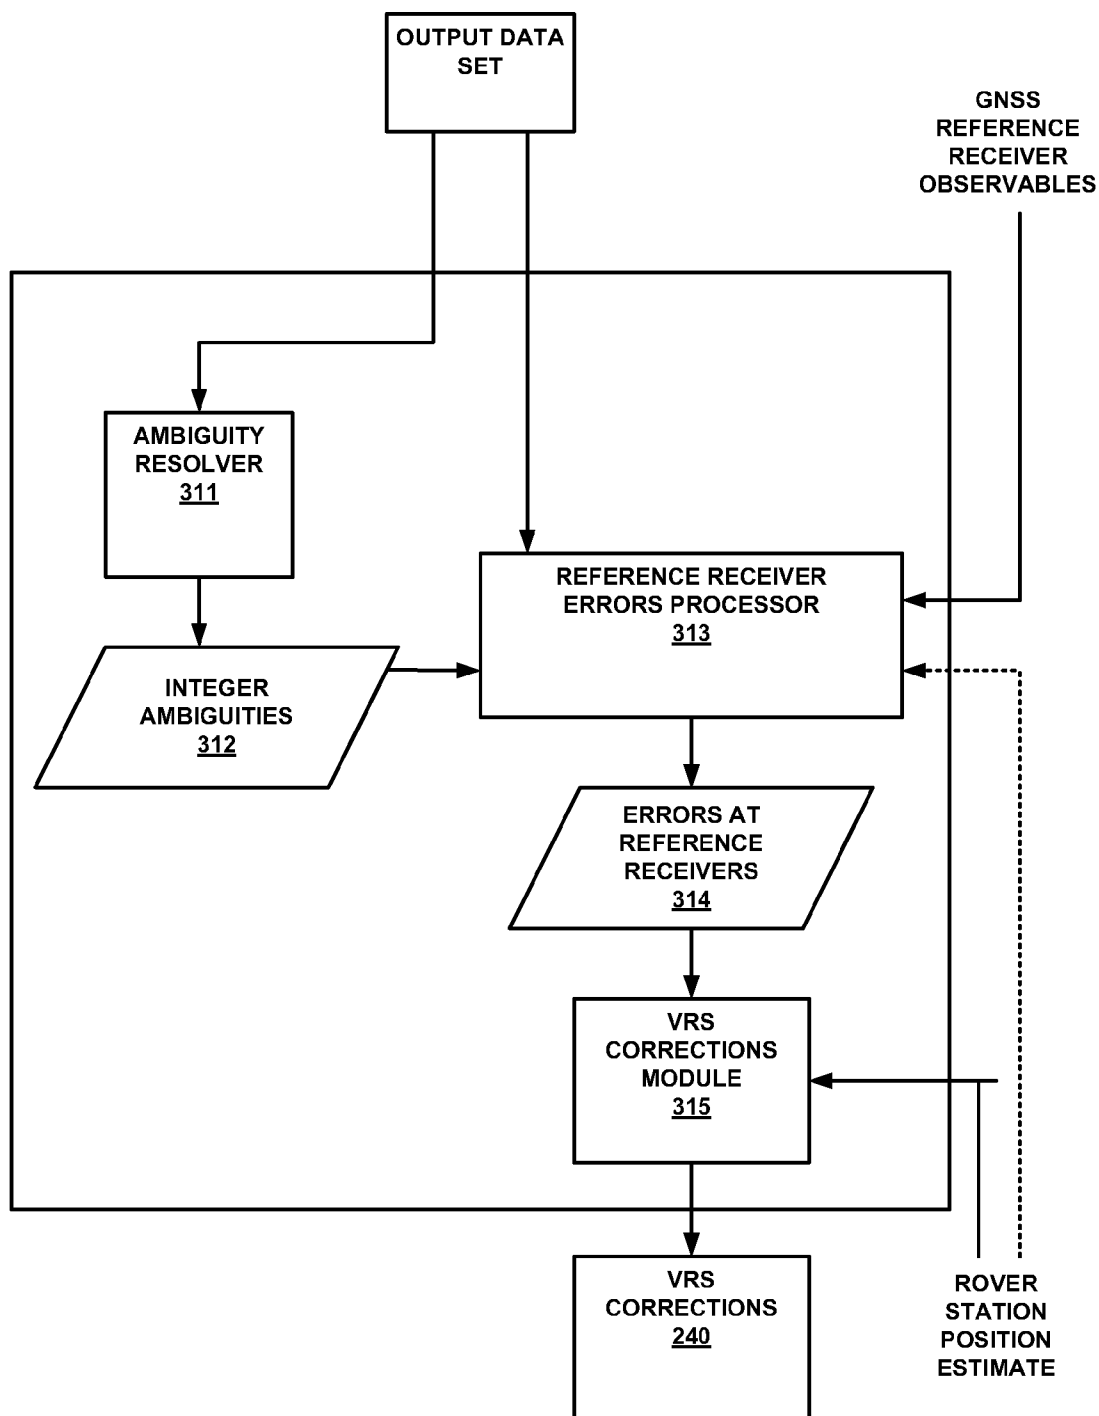 OUTPUT DATA
SET
GNSS
REFERENCE
RECEIVER
OBSERVABLES
AMBIGUITY
RESOLVER
311
REFERENCE RECEIVER
ERRORS PROCESSOR
313
INTEGER
AMBIGUITIES
312
ERRORS AT
REFERENCE
RECEIVERS
314
VRS
CORRECTIONS
MODULE
315
VRS
CORRECTIONS
240
ROVER
STATION
POSITION
ESTIMATE